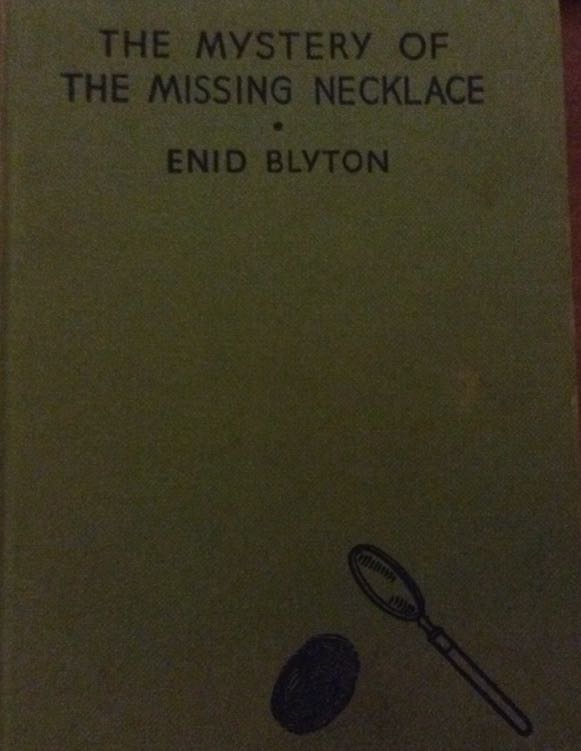 THE MYSTERY OF
THE MISSING NECKLACE
•
ENID BLYTON